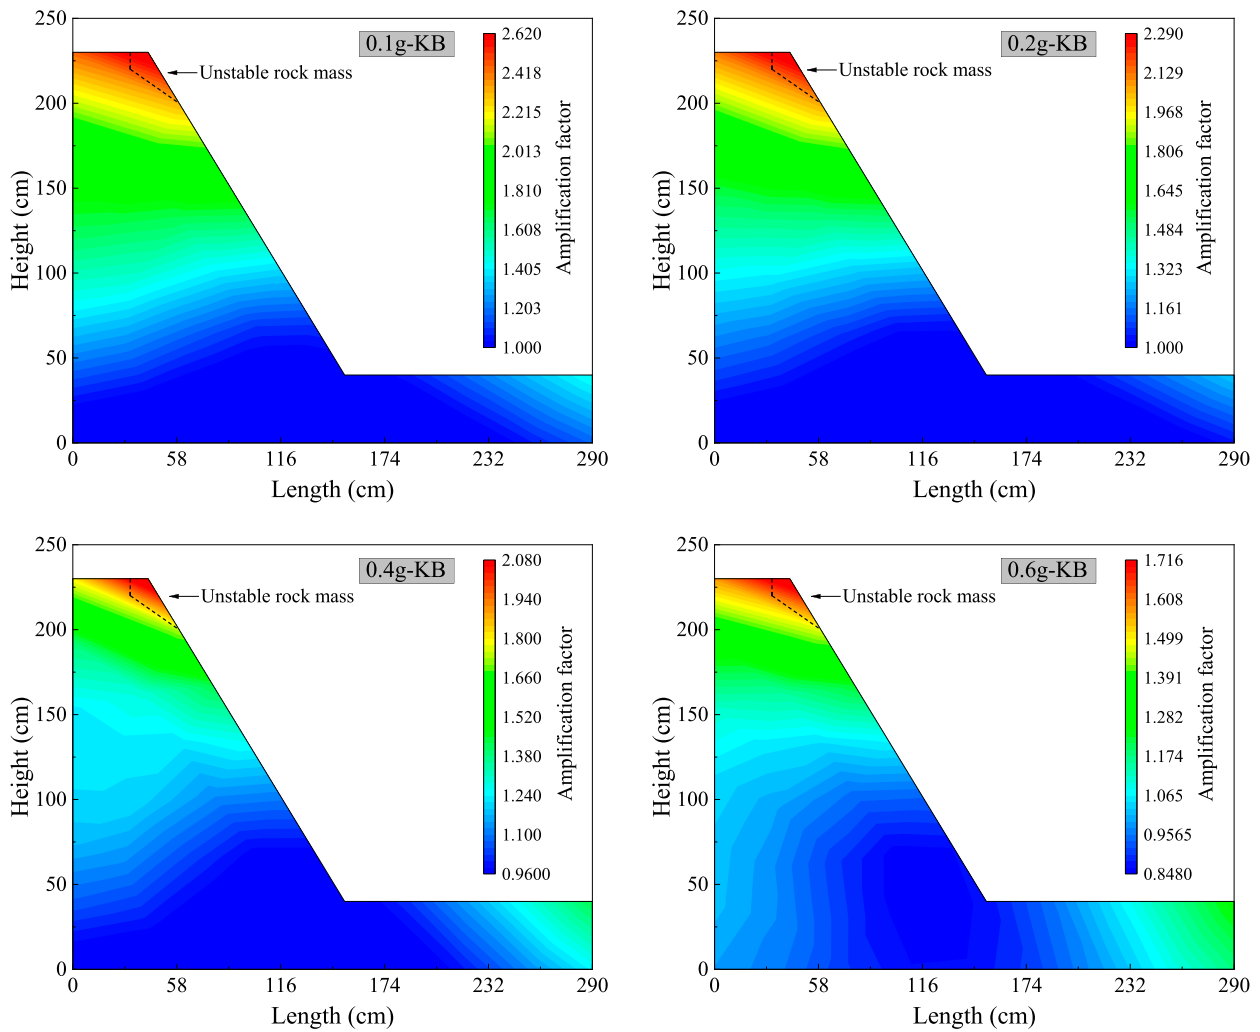 250
200
150
100
50
0
Height (cm)
0.1g-KB
Unstable rock mass
2.620
2.418
2.215
2.013
1.810
1.608
1.405
1.203
1.000
Amplification factor
0 58 116 174 232 290
Length (cm)
250
200
150
100
50
0
Height (cm)
0.2g-KB
Unstable rock mass
2.290
2.129
1.968
1.806
1.645
1.484
1.323
1.161
1.000
Amplification factor
0 58 116 174 232 290
Length (cm)
250
200
150
100
50
0
Height (cm)
0.4g-KB
Unstable rock mass
2.080
1.940
1.800
1.660
1.520
1.380
1.240
1.100
0.9600
Amplification factor
0 58 116 174 232 290
Length (cm)
250
200
150
100
50
0
Height (cm)
0.6g-KB
Unstable rock mass
1.716
1.608
1.499
1.391
1.282
1.174
1.065
0.9565
0.8480
Amplification factor
0 58 116 174 232 290
Length (cm)